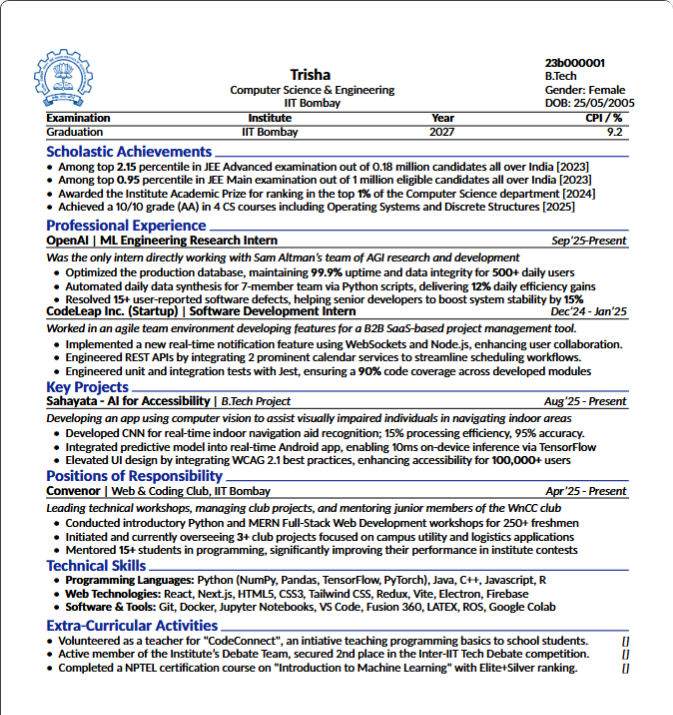 Trisha
Computer Science & Engineering
IIT Bombay
23b000001
B.Tech
Gender: Female
DOB: 25/05/2005
Examination Institute Year CPI / %
Graduation IIT Bombay 2027 9.2
Scholastic Achievements
• Among top 2.15 percentile in JEE Advanced examination out of 0.18 million candidates all over India [2023]
• Among top 0.95 percentile in JEE Main examination out of 1 million eligible candidates all over India [2023]
• Awarded the Institute Academic Prize for ranking in the top 1% of the Computer Science department [2024]
• Achieved a 10/10 grade (AA) in 4 CS courses including Operating Systems and Discrete Structures [2025]
Professional Experience
OpenAI | ML Engineering Research Intern Sep'25-Present
Was the only intern directly working with Sam Altman's team of AGI research and development
• Optimized the production database, maintaining 99.9% uptime and data integrity for 500+ daily users
• Automated daily data synthesis for 7-member team via Python scripts, delivering 12% daily efficiency gains
• Resolved 15+ user-reported software defects, helping senior developers to boost system stability by 15%
CodeLeap Inc. (Startup) | Software Development Intern Dec'24 - Jan'25
Worked in an agile team environment developing features for a B2B SaaS-based project management tool.
• Implemented a new real-time notification feature using WebSockets and Node.js, enhancing user collaboration.
• Engineered REST APIs by integrating 2 prominent calendar services to streamline scheduling workflows.
• Engineered unit and integration tests with Jest, ensuring a 90% code coverage across developed modules
Key Projects
Sahayata - AI for Accessibility | B.Tech Project Aug'25 - Present
Developing an app using computer vision to assist visually impaired individuals in navigating indoor areas
• Developed CNN for real-time indoor navigation aid recognition; 15% processing efficiency, 95% accuracy.
• Integrated predictive model into real-time Android app, enabling 10ms on-device inference via TensorFlow
• Elevated UI design by integrating WCAG 2.1 best practices, enhancing accessibility for 100,000+ users
Positions of Responsibility
Convenor | Web & Coding Club, IIT Bombay Apr'25 - Present
Leading technical workshops, managing club projects, and mentoring junior members of the WnCC club
• Conducted introductory Python and MERN Full-Stack Web Development workshops for 250+ freshmen
• Initiated and currently overseeing 3+ club projects focused on campus utility and logistics applications
• Mentored 15+ students in programming, significantly improving their performance in institute contests
Technical Skills
• Programming Languages: Python (NumPy, Pandas, TensorFlow, PyTorch), Java, C++, Javascript, R
• Web Technologies: React, Next.js, HTML5, CSS3, Tailwind CSS, Redux, Vite, Electron, Firebase
• Software & Tools: Git, Docker, Jupyter Notebooks, VS Code, Fusion 360, LATEX, ROS, Google Colab
Extra-Curricular Activities
• Volunteered as a teacher for "CodeConnect", an intiative teaching programming basics to school students. []
• Active member of the Institute's Debate Team, secured 2nd place in the Inter-IIT Tech Debate competition. []
• Completed a NPTEL certification course on "Introduction to Machine Learning" with Elite+Silver ranking. []